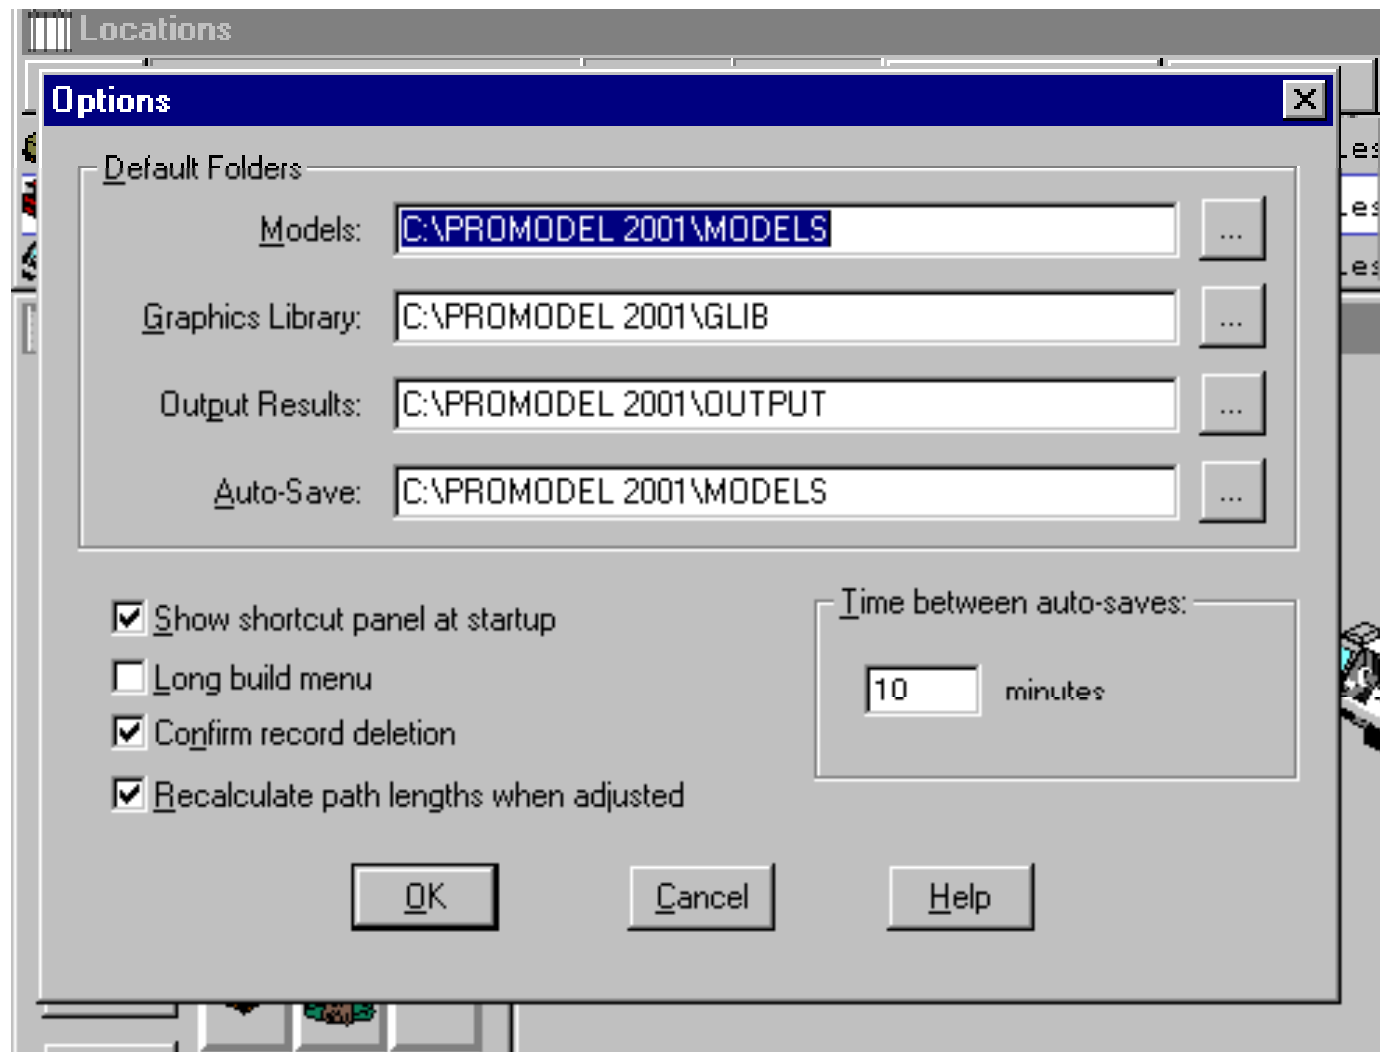 Locations
Options
Default Folders
Models: C:\PROMODEL 2001\MODELS ...
Graphics Library: C:\PROMODEL 2001\GLIB ...
Output Results: C:\PROMODEL 2001\OUTPUT ...
Auto-Save: C:\PROMODEL 2001\MODELS ...
Show shortcut panel at startup
Long build menu
Confirm record deletion
Recalculate path lengths when adjusted
Time between auto-saves:
10 minutes
OK Cancel Help